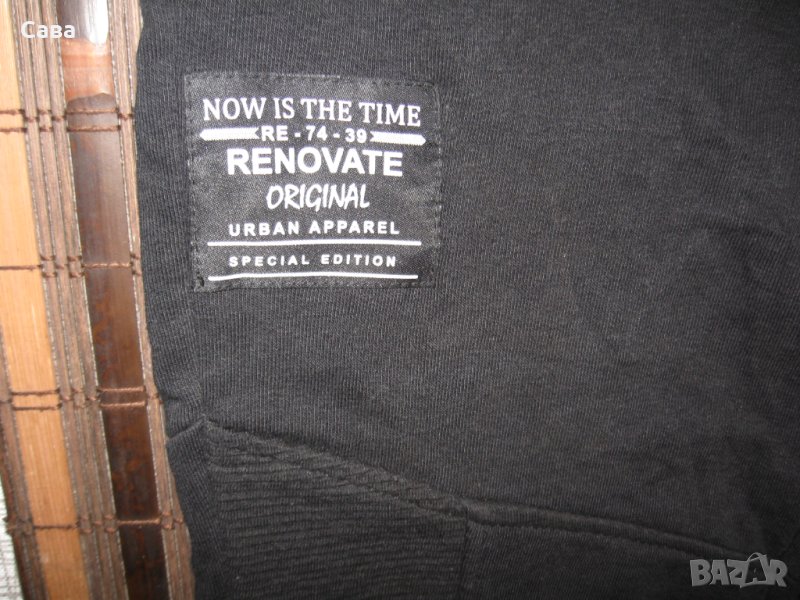 Сава
NOW IS THE TIME
RE - 74 - 39
RENOVATE
ORIGINAL
URBAN APPAREL
SPECIAL EDITION
BAZAR